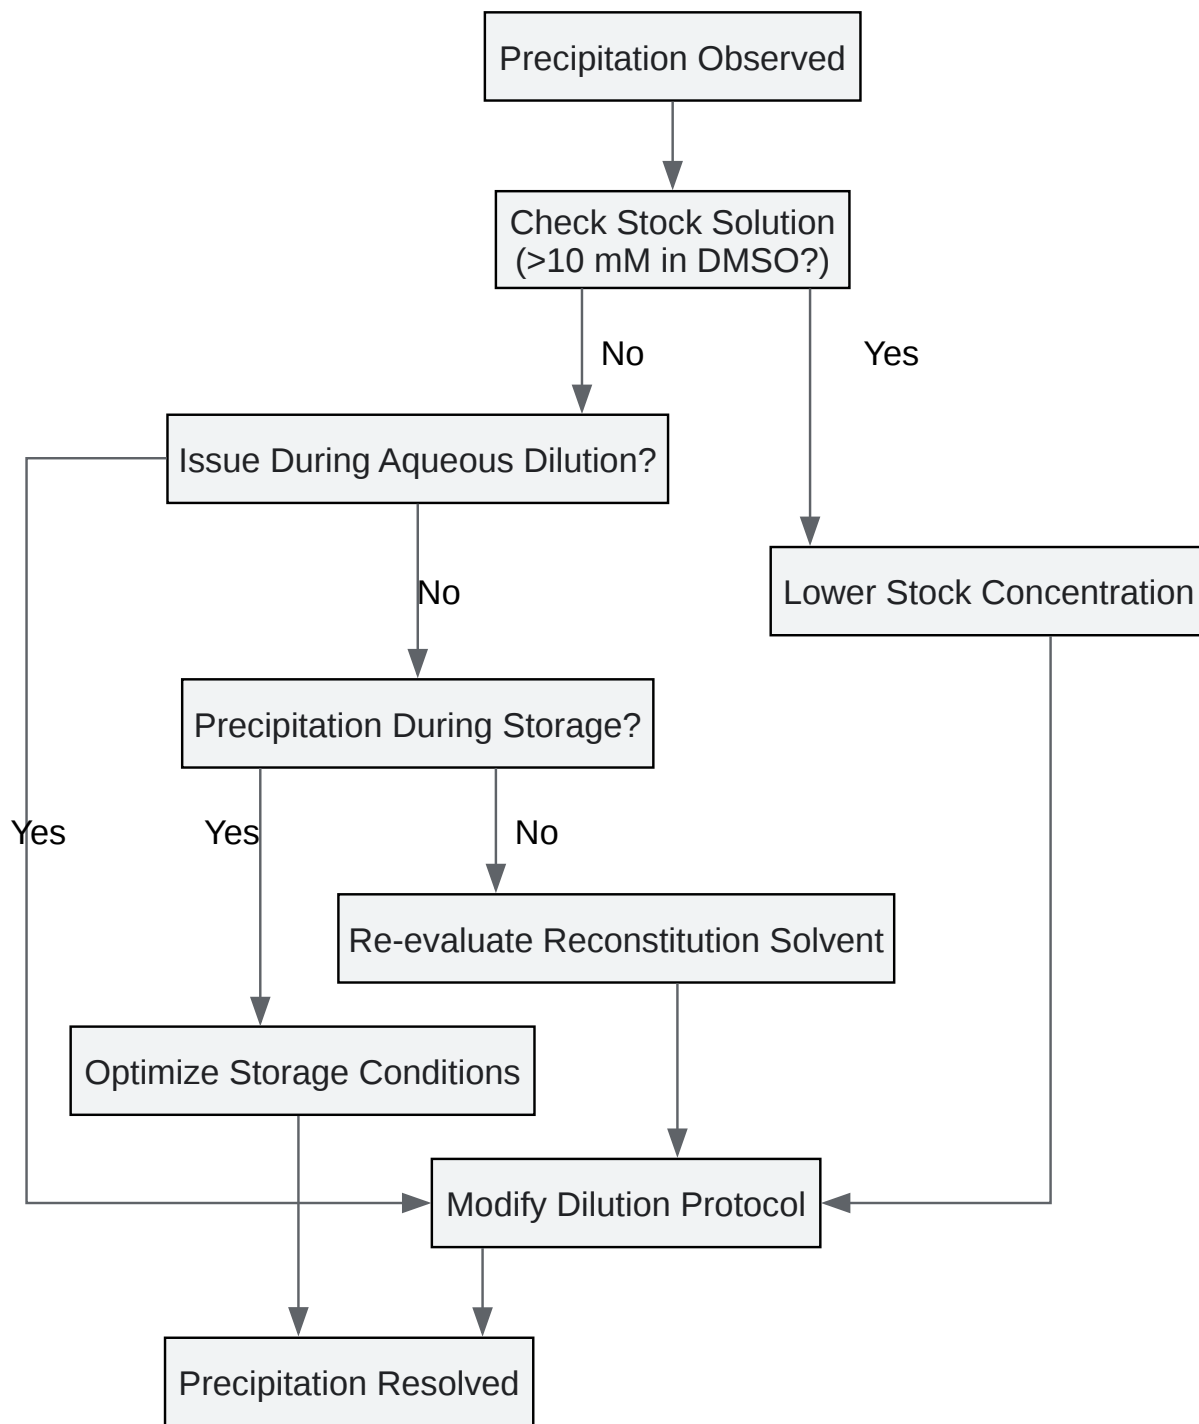 Precipitation Observed
Check Stock Solution
(>10 mM in DMSO?)
No
Yes
Issue During Aqueous Dilution?
No
Lower Stock Concentration
Precipitation During Storage?
Yes
Yes
No
Re-evaluate Reconstitution Solvent
Optimize Storage Conditions
Modify Dilution Protocol
Precipitation Resolved